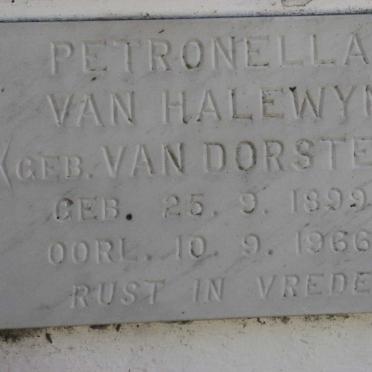 PETRONELLA
VAN HALEWYN
(GEB. VAN DORSTE
GEB. 25. 9. 1899
OORL. 10. 9. 1966
RUST IN VREDE